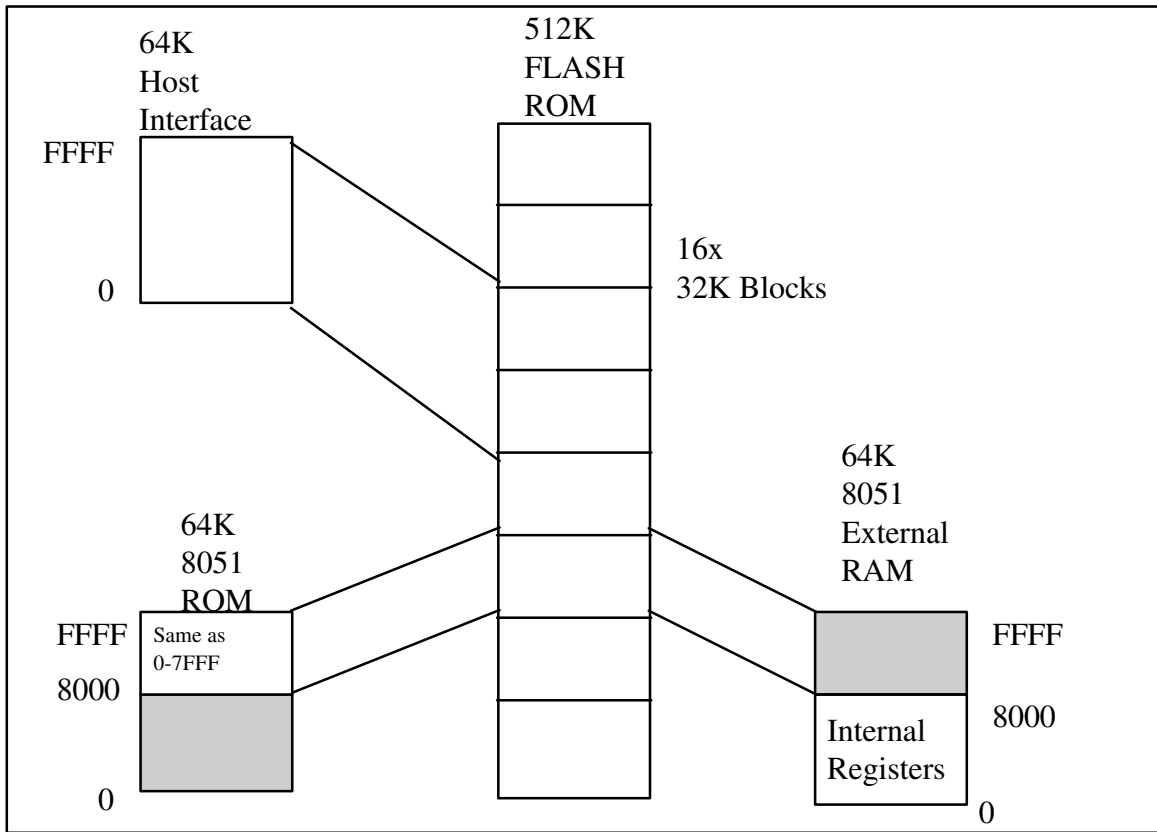 64K
Host
Interface
FFFF
0
512K
FLASH
ROM
16x
32K Blocks
64K
8051
ROM
FFFF
Same as
0-7FFF
8000
0
64K
8051
External
RAM
FFFF
8000
Internal
Registers
0